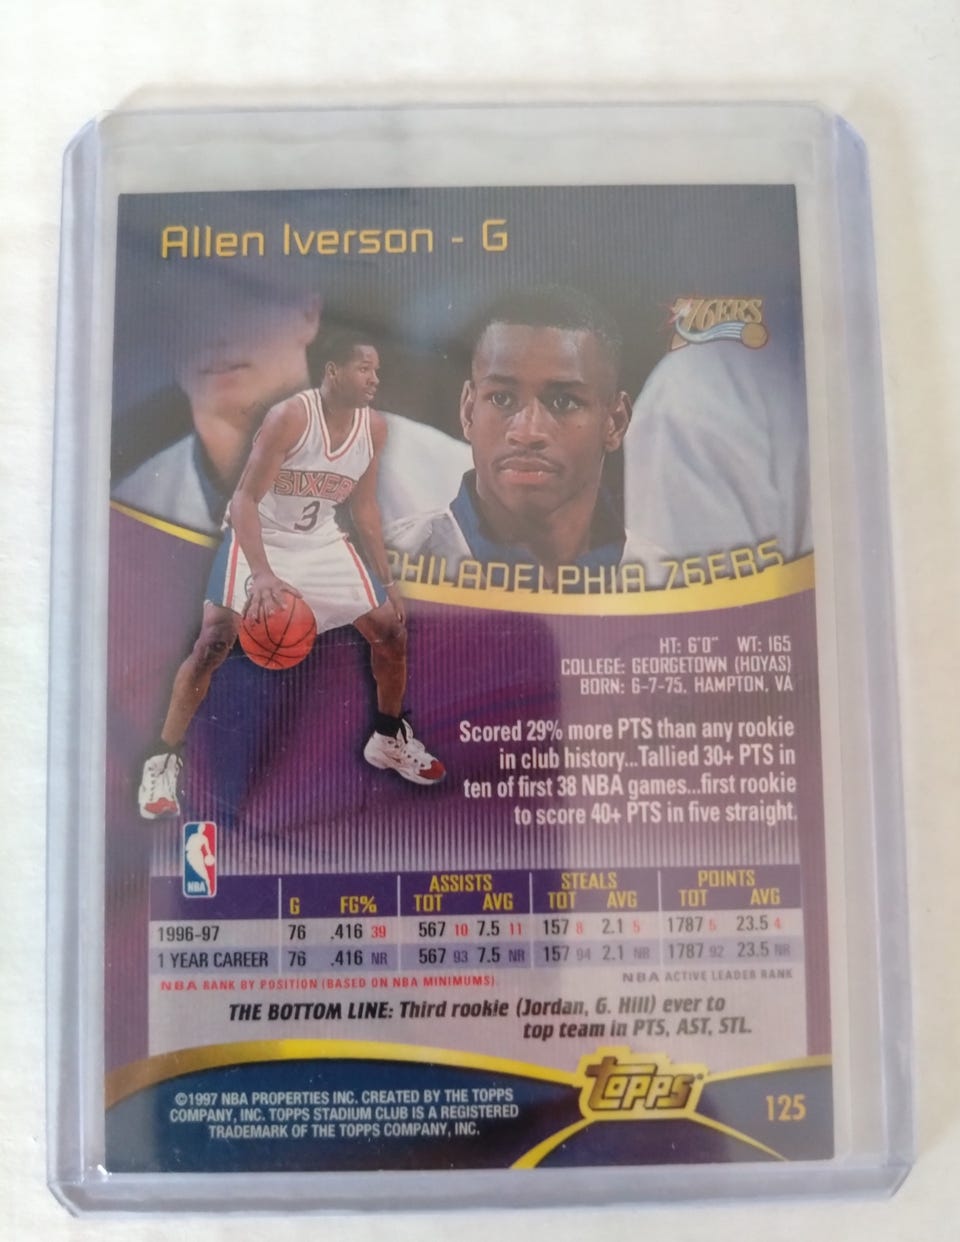 Allen Iverson - G
76ERS
SIXERS
3
PHILADELPHIA 76ERS
HT: 6'0" WT: 165
COLLEGE: GEORGETOWN (HOYAS)
BORN: 6-7-75, HAMPTON, VA
Scored 29% more PTS than any rookie
in club history...Tallied 30+ PTS in
ten of first 38 NBA games...first rookie
to score 40+ PTS in five straight.
NBA
ASSISTS STEALS POINTS
G FG% TOT AVG TOT AVG TOT AVG
1996-97 76 .416 39 567 10 7.5 11 157 8 2.1 5 1787 5 23.5 4
1 YEAR CAREER 76 .416 NR 567 93 7.5 NR 157 94 2.1 NR 1787 92 23.5 NR
NBA RANK BY POSITION (BASED ON NBA MINIMUMS). NBA ACTIVE LEADER RANK
THE BOTTOM LINE: Third rookie (Jordan, G. Hill) ever to
top team in PTS, AST, STL.
©1997 NBA PROPERTIES INC. CREATED BY THE TOPPS
COMPANY, INC. TOPPS STADIUM CLUB IS A REGISTERED
TRADEMARK OF THE TOPPS COMPANY, INC.
Topps
125